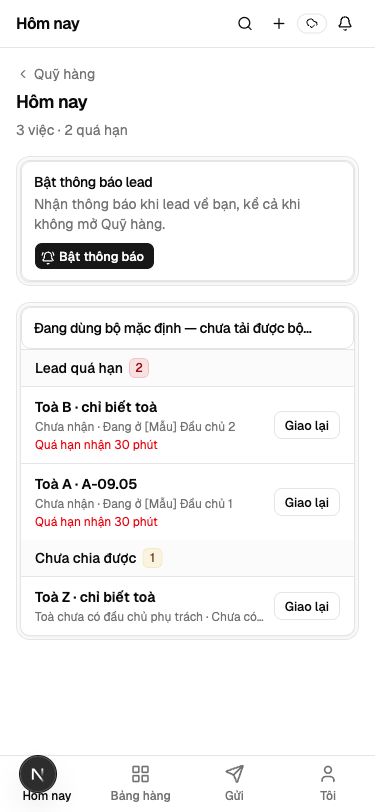 Hôm nay
Quỹ hàng
Hôm nay
3 việc · 2 quá hạn
Bật thông báo lead
Nhận thông báo khi lead về bạn, kể cả khi
không mở Quỹ hàng.
Bật thông báo
Đang dùng bộ mặc định — chưa tải được bộ...
Lead quá hạn 2
Toà B · chỉ biết toà
Chưa nhận · Đang ở [Mẫu] Đầu chủ 2
Quá hạn nhận 30 phút
Giao lại
Toà A · A-09.05
Chưa nhận · Đang ở [Mẫu] Đầu chủ 1
Quá hạn nhận 30 phút
Giao lại
Chưa chia được 1
Toà Z · chỉ biết toà
Toà chưa có đầu chủ phụ trách · Chưa có...
Giao lại
N
Hôm nay
Bảng hàng
Gửi
Tôi